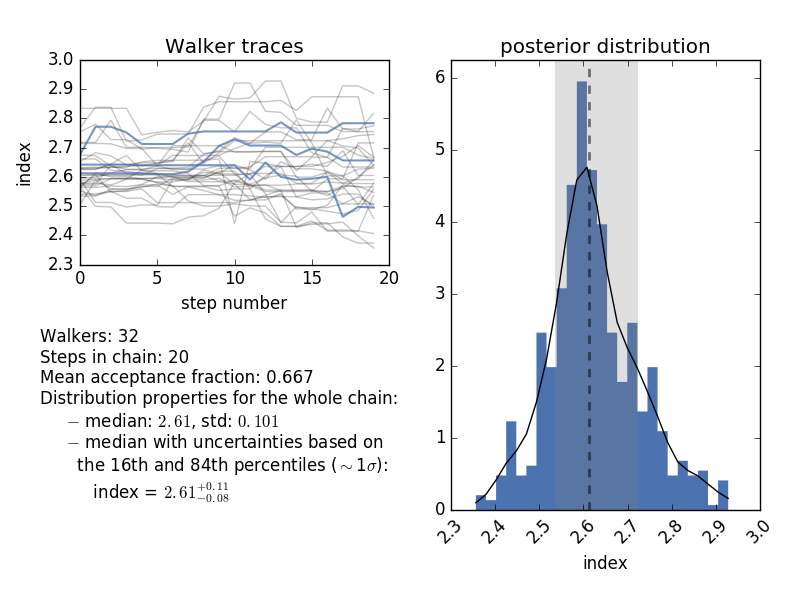 Walker traces
3.0
2.9
2.8
2.7
2.6
2.5
2.4
2.3
index
0 5 10 15 20
step number
Walkers: 32
Steps in chain: 20
Mean acceptance fraction: 0.667
Distribution properties for the whole chain:
− median: 2.61, std: 0.101
− median with uncertainties based on
the 16th and 84th percentiles (∼1σ):
index = 2.61^{+0.11}_{−0.08}
posterior distribution
6
5
4
3
2
1
0
2.3 2.4 2.5 2.6 2.7 2.8 2.9 3.0
index